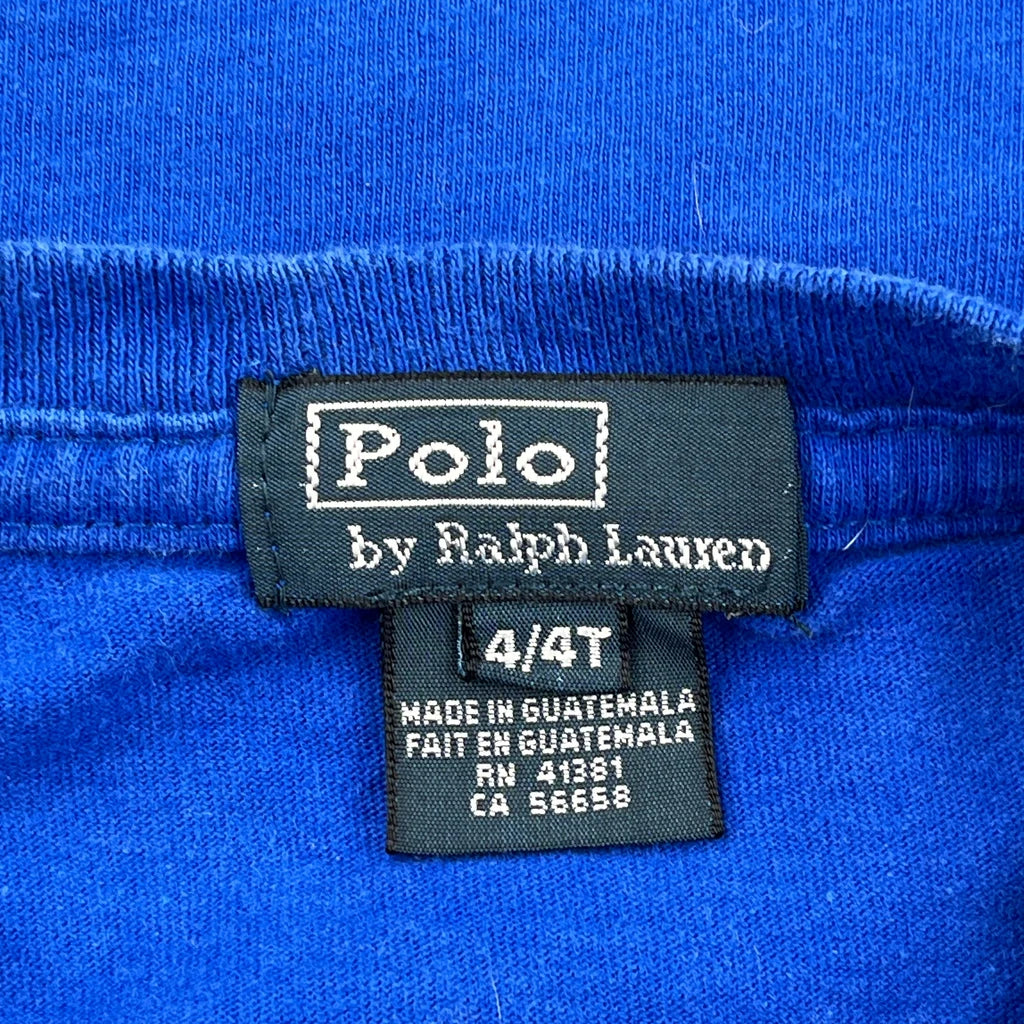 Polo
by Ralph Lauren
4/4T
MADE IN GUATEMALA
FAIT EN GUATEMALA
RN 41381
CA 56658